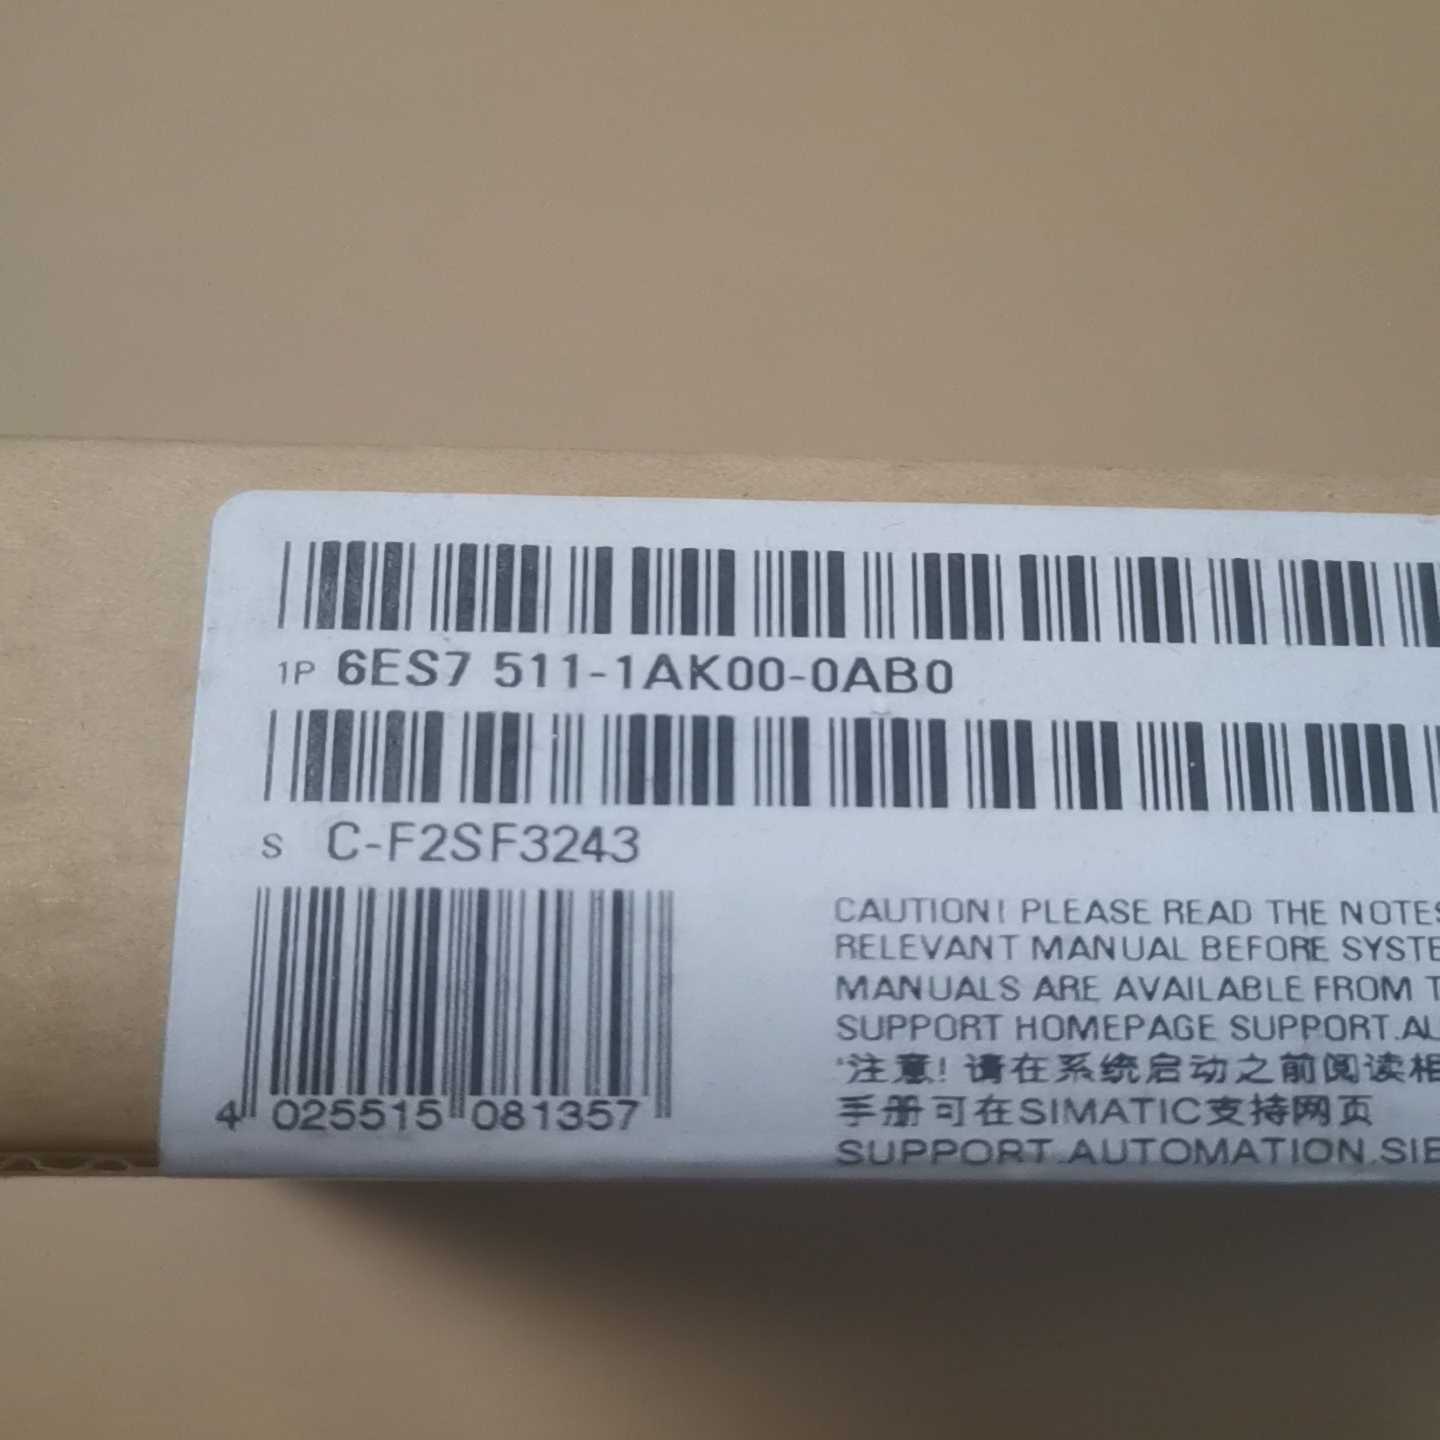 1P 6ES7 511-1AK00-0AB0
S C-F2SF3243
4 025515 081357
CAUTION! PLEASE READ THE NOTES
RELEVANT MANUAL BEFORE SYSTE
MANUALS ARE AVAILABLE FROM T
SUPPORT HOMEPAGE SUPPORT.AU
注意! 请在系统启动之前阅读相
手册可在SIMATIC支持网页
SUPPORT.AUTOMATION.SIE